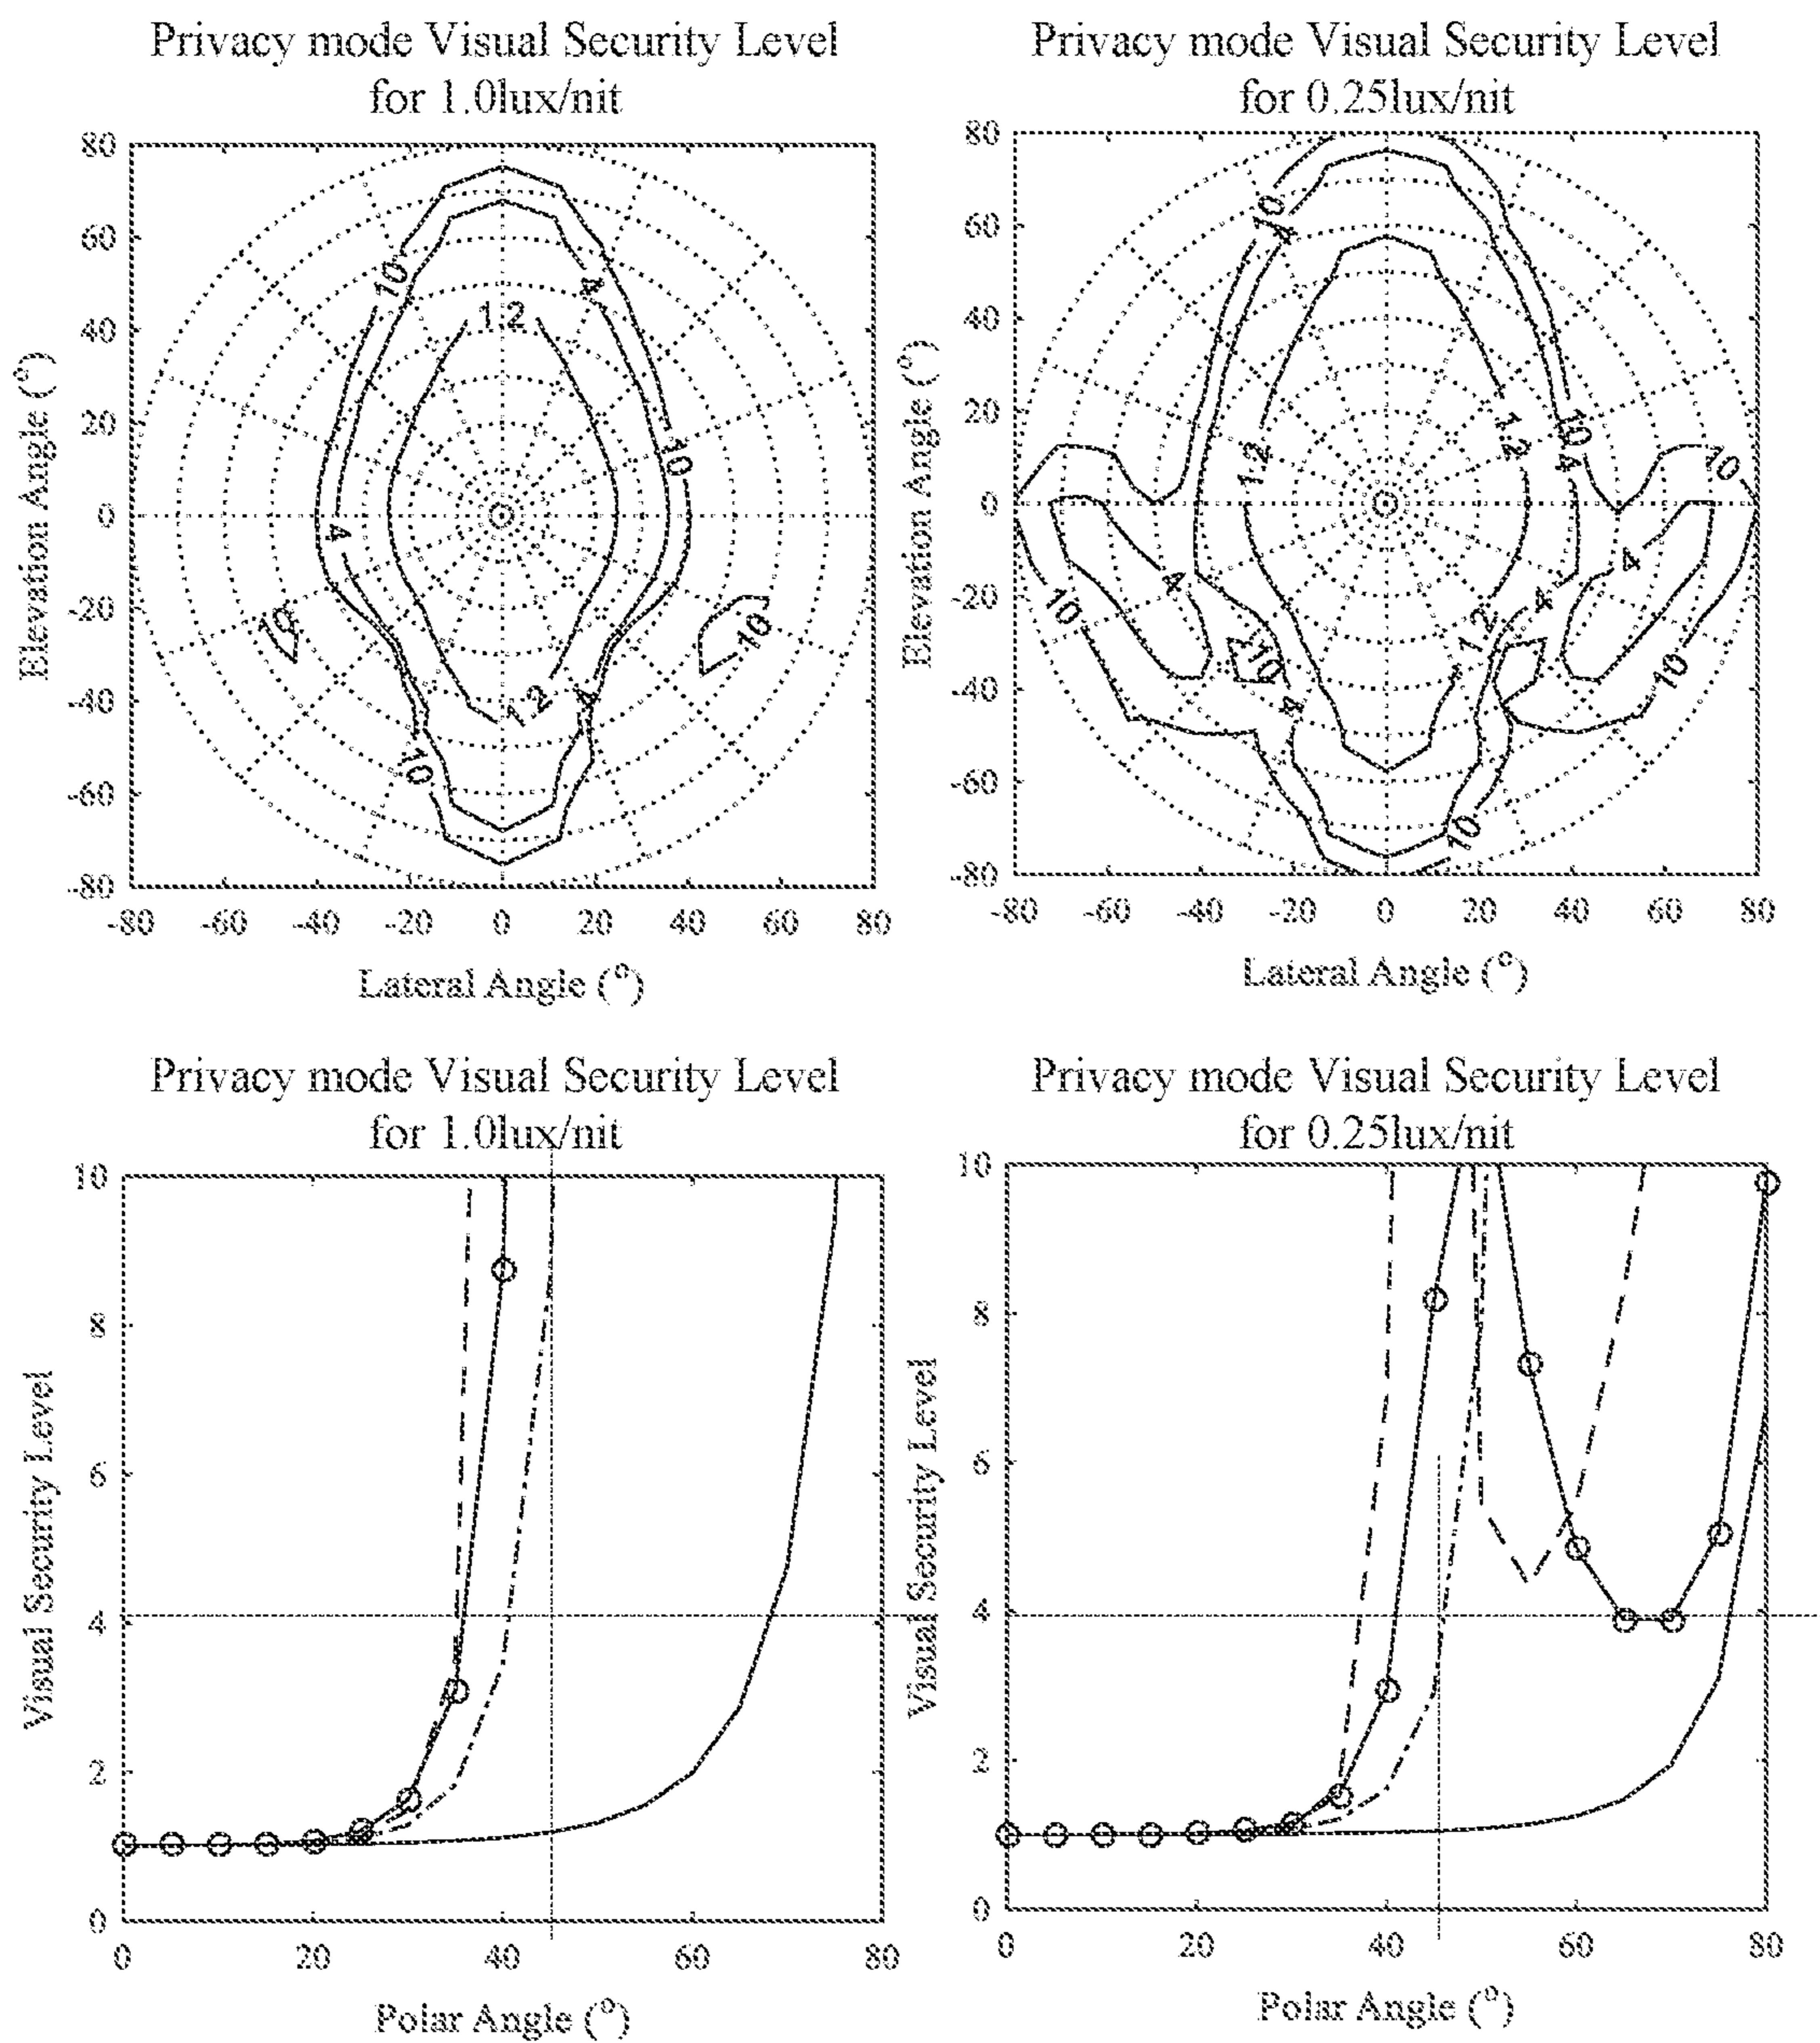 Privacy mode Visual Security Level
for 1.0lux/nit
80
60
40
20
0
-20
-40
-60
-80
Elevation Angle (°)
10
4
1.2
10
4
10
10
1.2
4
10
-80 -60 -40 -20 0 20 40 60 80
Lateral Angle (°)
Privacy mode Visual Security Level
for 0.25lux/nit
80
60
40
20
0
-20
-40
-60
-80
Elevation Angle (°)
10
4
1.2
1.2
10
4
10
4
4
4
10
1.2
10
10
4
10
-80 -60 -40 -20 0 20 40 60 80
Lateral Angle (°)
Privacy mode Visual Security Level
for 1.0lux/nit
10
8
6
4
2
0
Visual Security Level
0 20 40 60 80
Polar Angle (°)
Privacy mode Visual Security Level
for 0.25lux/nit
10
8
6
4
2
0
Visual Security Level
0 20 40 60 80
Polar Angle (°)